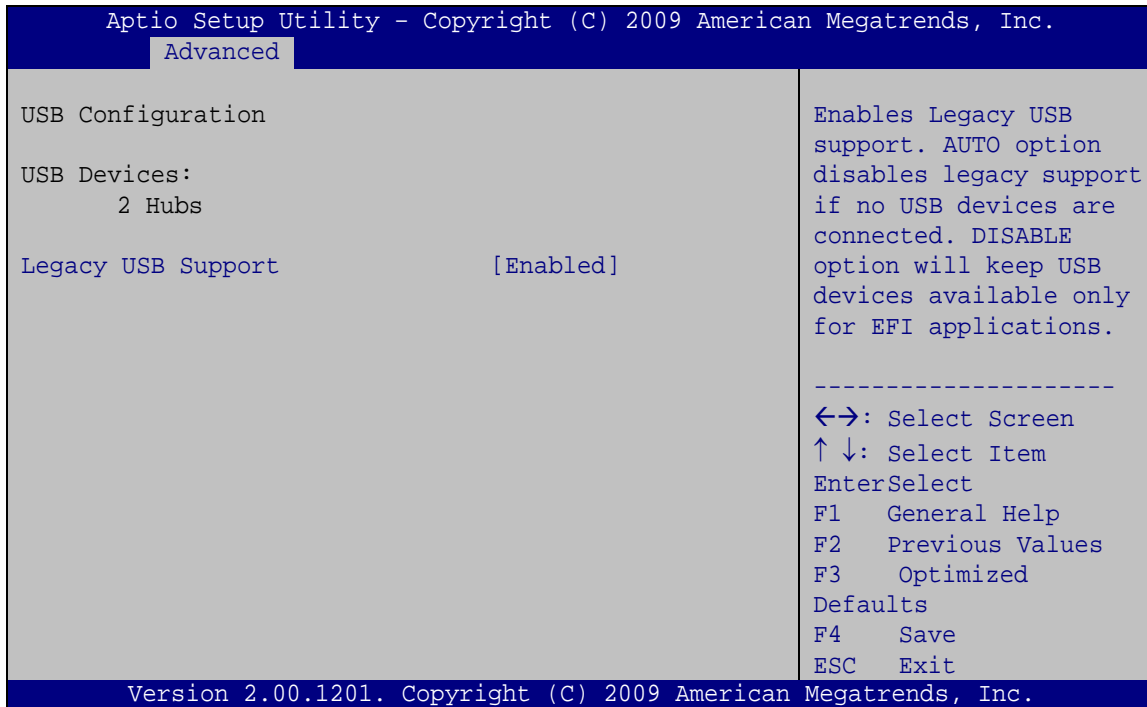 Aptio Setup Utility – Copyright (C) 2009 American Megatrends, Inc.
Advanced
USB Configuration
USB Devices:
2 Hubs
Legacy USB Support [Enabled]
Enables Legacy USB
support. AUTO option
disables legacy support
if no USB devices are
connected. DISABLE
option will keep USB
devices available only
for EFI applications.
---------------------
←→: Select Screen
↑ ↓: Select Item
EnterSelect
F1 General Help
F2 Previous Values
F3 Optimized
Defaults
F4 Save
ESC Exit
Version 2.00.1201. Copyright (C) 2009 American Megatrends, Inc.